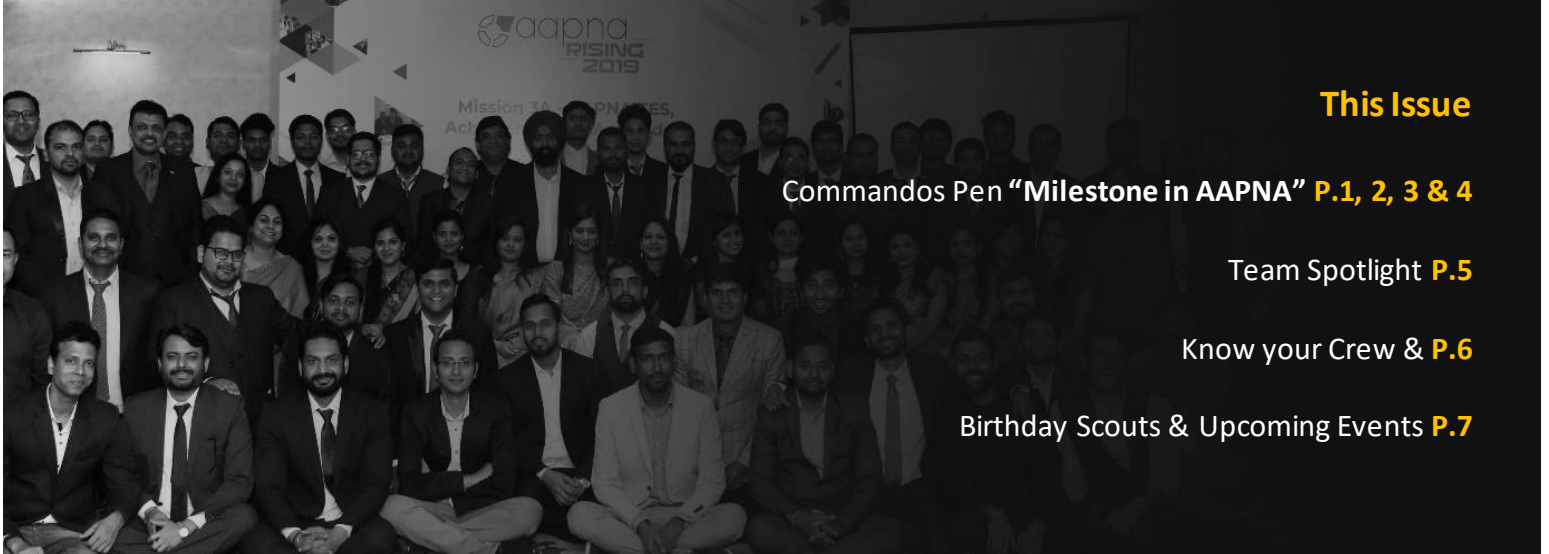 aapna
RISING
2019
Mission 3A
This Issue
Commandos Pen “Milestone in AAPNA” P.1, 2, 3 & 4
Team Spotlight P.5
Know your Crew & P.6
Birthday Scouts & Upcoming Events P.7